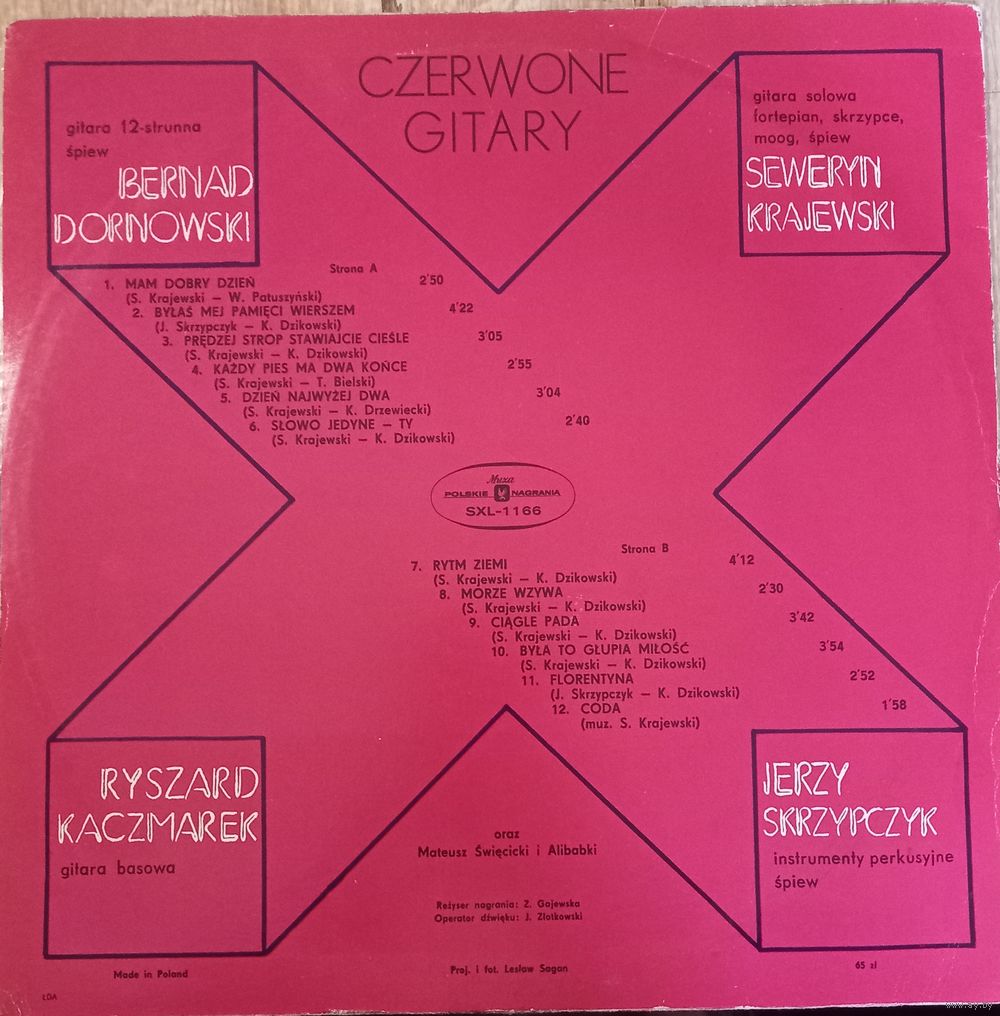 CZERWONE
GITARY
gitara 12-strunna
śpiew
BERNAD
DORNOWSKI
gitara solowa
fortepian, skrzypce,
moog, śpiew
SEWERYN
KRAJEWSKI
Strona A
1. MAM DOBRY DZIEŃ 2'50
(S. Krajewski — W. Patuszyński)
2. BYŁAŚ MEJ PAMIĘCI WIERSZEM 4'22
(J. Skrzypczyk — K. Dzikowski)
3. PRĘDZEJ STROP STAWIAJCIE CIEŚLE 3'05
(S. Krajewski — K. Dzikowski)
4. KAŻDY PIES MA DWA KOŃCE 2'55
(S. Krajewski — T. Bielski)
5. DZIEŃ NAJWYŻEJ DWA 3'04
(S. Krajewski — K. Drzewiecki)
6. SŁOWO JEDYNE — TY 2'40
(S. Krajewski — K. Dzikowski)
Muza
POLSKIE NAGRANIA
SXL-1166
Strona B
7. RYTM ZIEMI 4'12
(S. Krajewski — K. Dzikowski)
8. MORZE WZYWA 2'30
(S. Krajewski — K. Dzikowski)
9. CIĄGLE PADA 3'42
(S. Krajewski — K. Dzikowski)
10. BYŁA TO GŁUPIA MIŁOŚĆ 3'54
(S. Krajewski — K. Dzikowski)
11. FLORENTYNA 2'52
(J. Skrzypczyk — K. Dzikowski)
12. CODA 1'58
(muz. S. Krajewski)
RYSZARD
KACZMAREK
gitara basowa
JERZY
SKRZYPCZYK
instrumenty perkusyjne
śpiew
oraz
Mateusz Święcicki i Alibabki
Reżyser nagrania: Z. Gajewska
Operator dźwięku: J. Złotkowski
Made in Poland
Proj. i fot. Lesław Sagan
65 zł
ŁDA
www.ay.by